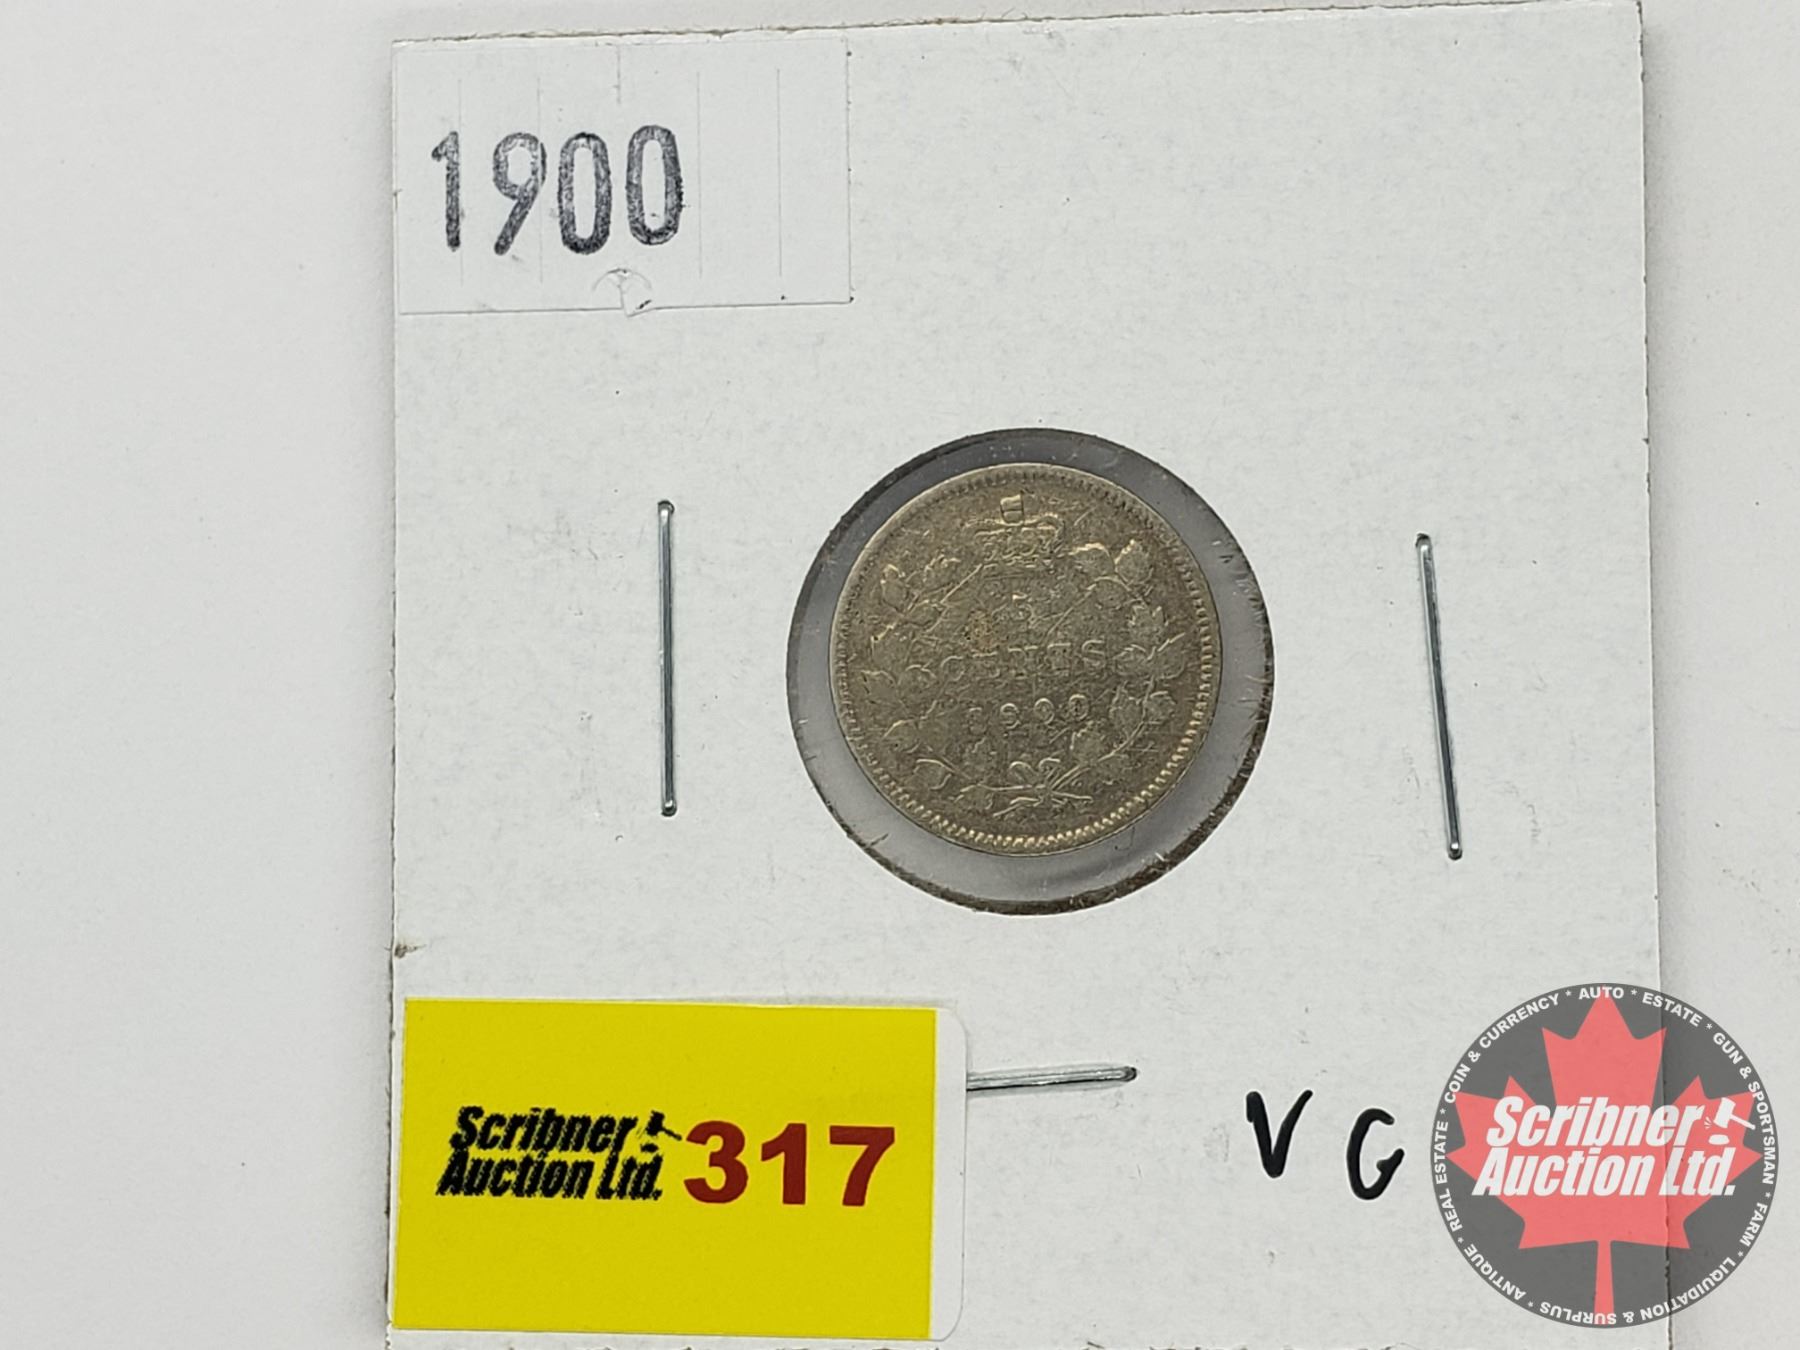 1900
5
CENTS
1900
Scribner
Auction Ltd.
317
VG
REAL ESTATE * COIN & CURRENCY * AUTO * ESTATE * GUN & SPORTSMAN * FARM * LIQUIDATION & SURPLUS * ANTIQUE *
Scribner
Auction Ltd.